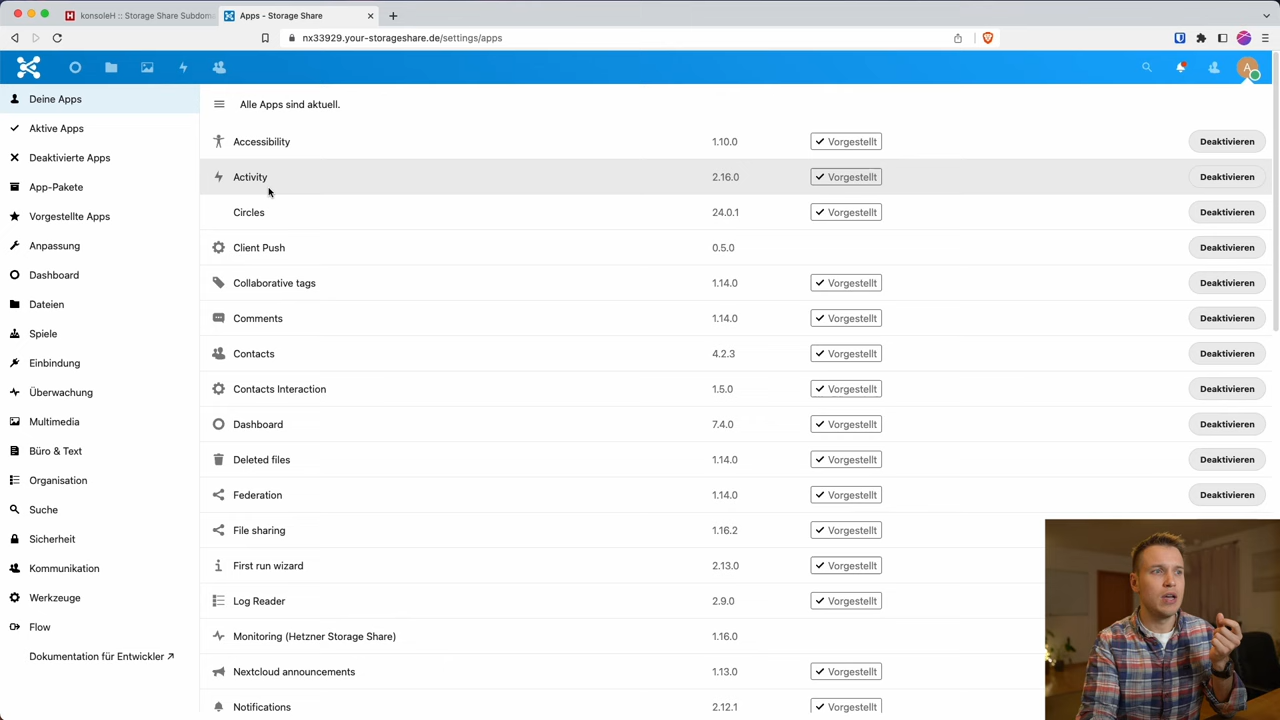 konsoleH :: Storage Share Subdom
Apps - Storage Share
nx33929.your-storageshare.de/settings/apps
A
Deine Apps
Aktive Apps
Deaktivierte Apps
App-Pakete
Vorgestellte Apps
Anpassung
Dashboard
Dateien
Spiele
Einbindung
Überwachung
Multimedia
Büro & Text
Organisation
Suche
Sicherheit
Kommunikation
Werkzeuge
Flow
Dokumentation für Entwickler ↗
Alle Apps sind aktuell.
Accessibility 1.10.0 Vorgestellt Deaktivieren
Activity 2.16.0 Vorgestellt Deaktivieren
Circles 24.0.1 Vorgestellt Deaktivieren
Client Push 0.5.0 Deaktivieren
Collaborative tags 1.14.0 Vorgestellt Deaktivieren
Comments 1.14.0 Vorgestellt Deaktivieren
Contacts 4.2.3 Vorgestellt Deaktivieren
Contacts Interaction 1.5.0 Vorgestellt Deaktivieren
Dashboard 7.4.0 Vorgestellt Deaktivieren
Deleted files 1.14.0 Vorgestellt Deaktivieren
Federation 1.14.0 Vorgestellt Deaktivieren
File sharing 1.16.2 Vorgestellt
First run wizard 2.13.0 Vorgestellt
Log Reader 2.9.0 Vorgestellt
Monitoring (Hetzner Storage Share) 1.16.0
Nextcloud announcements 1.13.0 Vorgestellt
Notifications 2.12.1 Vorgestellt